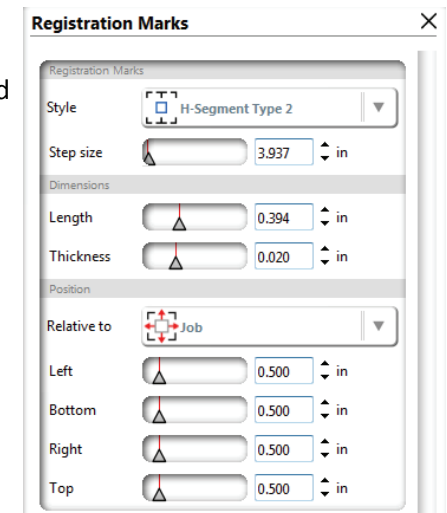 Registration Marks
d
Registration Marks
Style H-Segment Type 2
Step size 3.937 in
Dimensions
Length 0.394 in
Thickness 0.020 in
Position
Relative to Job
Left 0.500 in
Bottom 0.500 in
Right 0.500 in
Top 0.500 in